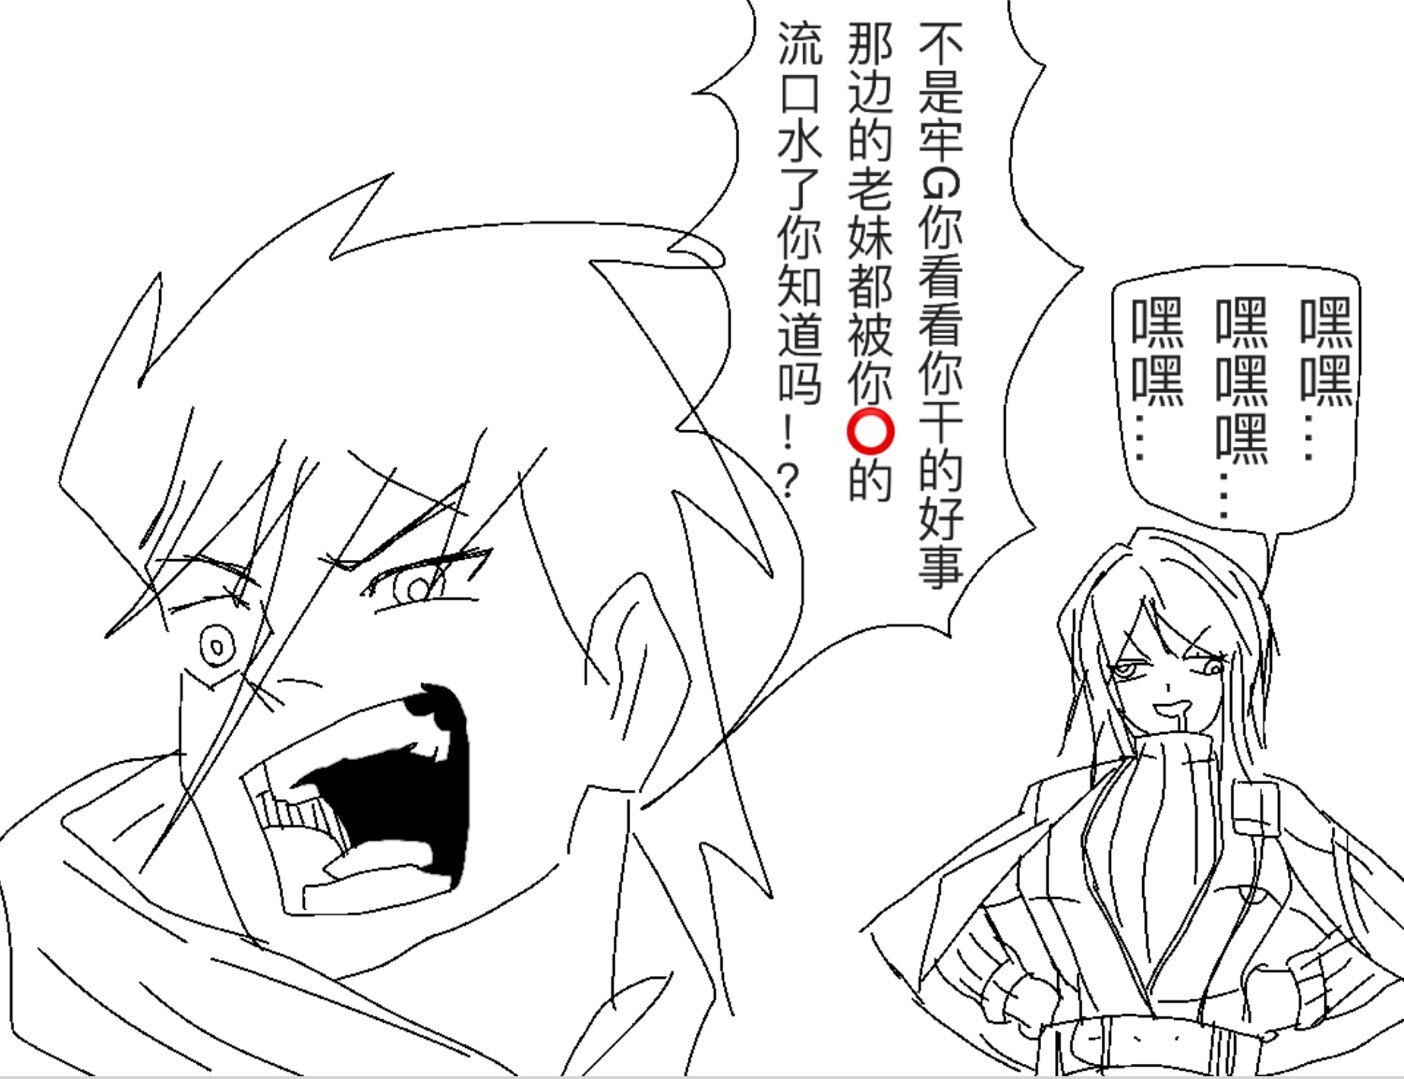 不是牢G你看看你干的好事
那边的老妹都被你⭕的
流口水了你知道吗！？
嘿嘿…
嘿嘿嘿…
嘿嘿…